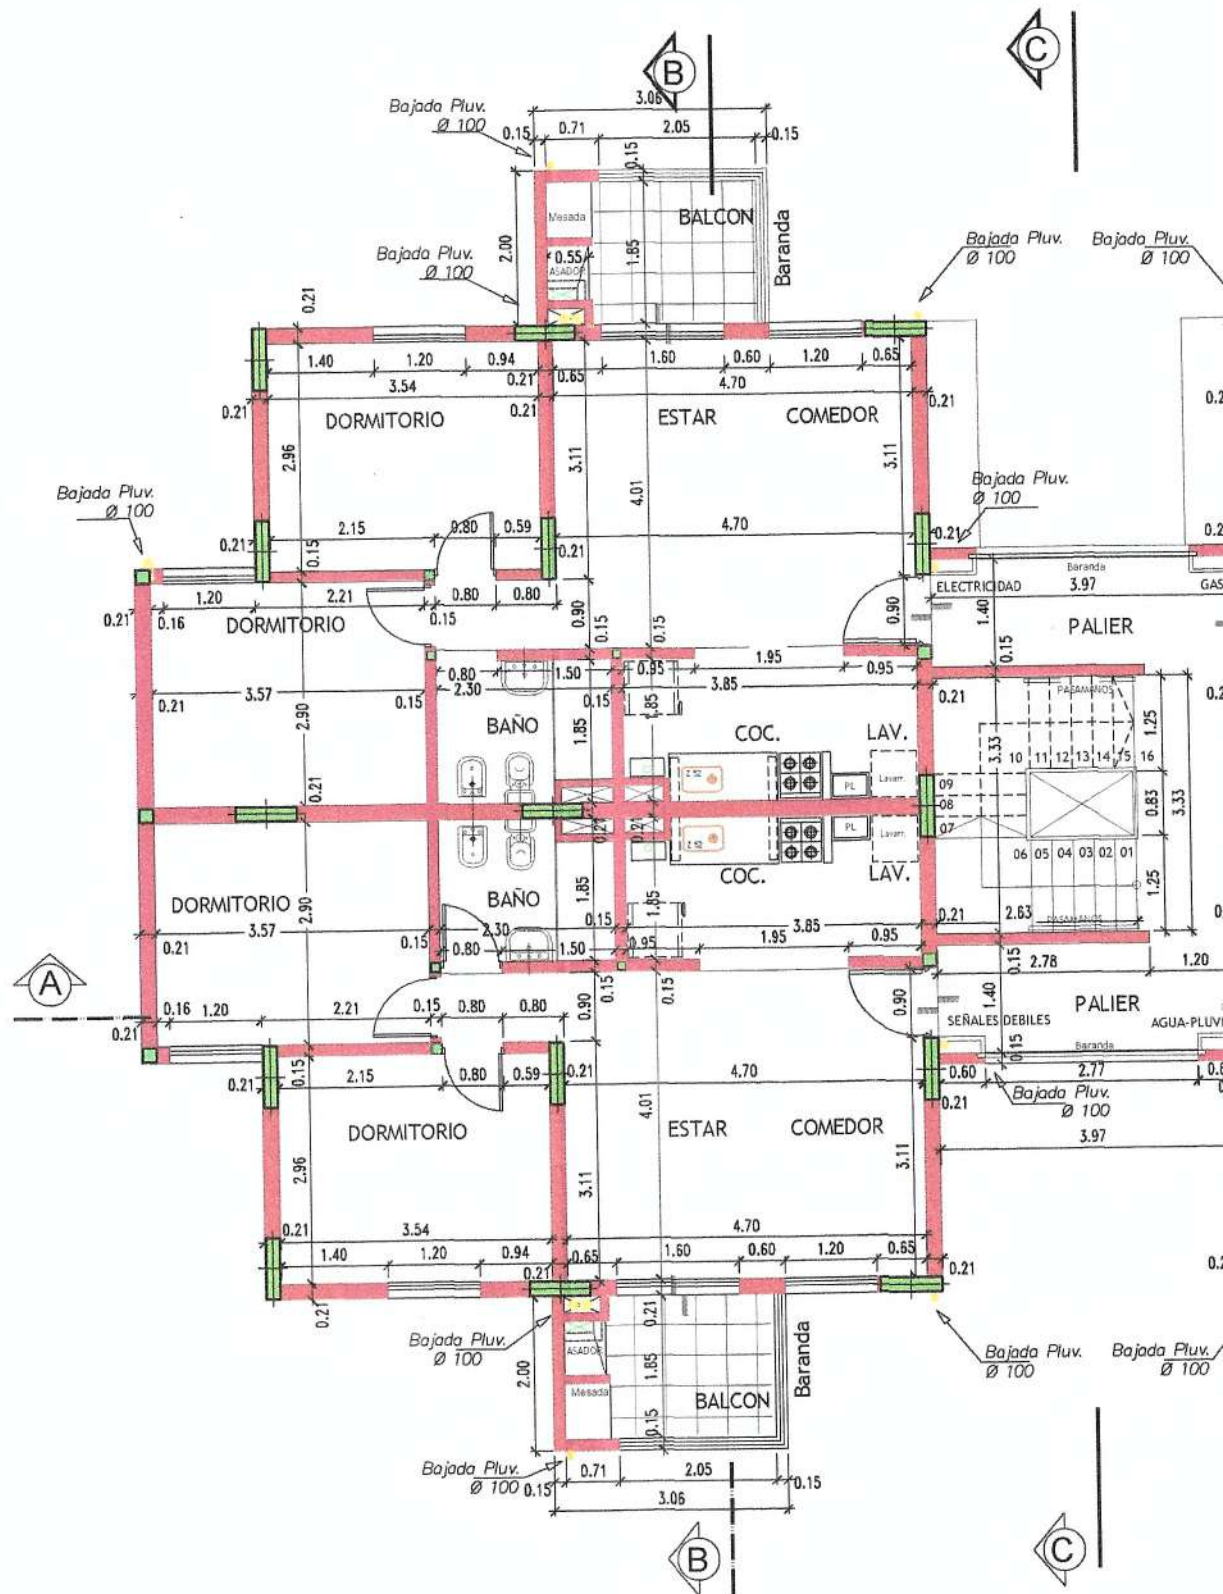 B
C
3.06
Bajada Pluv.
Ø 100
0.15
0.71
2.05
0.15
0.15
Mesada
BALCON
Baranda
2.00
1.85
Bajada Pluv.
Ø 100
0.55
ASADOR
Bajada Pluv.
Ø 100
Bajada Pluv.
Ø 100
0.21
1.40
1.20
0.94
0.21
0.65
1.60
0.60
1.20
0.65
3.54
4.70
0.21
0.21
0.21
DORMITORIO
ESTAR
COMEDOR
2.96
3.11
4.01
3.11
Bajada Pluv.
Ø 100
Bajada Pluv.
Ø 100
2.15
0.80
0.59
4.70
0.21
0.15
0.21
0.21
Baranda
ELECTRICIDAD
3.97
GAS
1.20
2.21
0.80
0.80
0.90
0.90
1.40
0.21
0.16
0.15
0.15
0.15
0.15
DORMITORIO
PALIER
0.80
1.50
0.95
1.95
0.95
3.57
2.30
3.85
0.21
0.15
0.15
0.21
PASAMANOS
2.90
BAÑO
1.85
1.85
COC.
LAV.
3.33
1.25
10 11 12 13 14 15 16
0.21
Z 52
PL
Lavarr.
09
08
07
0.83
3.33
0.21
0.21
Z 52
PL
Lavarr.
06 05 04 03 02 01
COC.
LAV.
DORMITORIO
2.90
BAÑO
1.85
1.85
1.25
3.57
2.30
3.85
0.21
0.15
0.15
0.21
2.63
PASAMANOS
0.80
1.50
0.95
1.95
0.95
A
0.15
0.15
0.15
2.78
1.20
0.16
1.20
2.21
0.15
0.80
0.80
0.90
0.90
1.40
PALIER
0.21
SEÑALES DEBILES
AGUA-PLUVI
Baranda
0.15
0.15
2.15
0.80
0.59
0.21
4.70
0.60
2.77
0.21
0.21
Bajada Pluv.
Ø 100
4.01
DORMITORIO
ESTAR
COMEDOR
3.97
2.96
3.11
3.11
0.21
3.54
4.70
1.40
1.20
0.94
0.65
1.60
0.60
1.20
0.65
0.21
0.21
0.21
0.21
Bajada Pluv.
Ø 100
ASADOR
Mesada
2.00
1.85
BALCON
Baranda
Bajada Pluv.
Ø 100
Bajada Pluv.
Ø 100
0.15
Bajada Pluv.
Ø 100
0.15
0.71
2.05
0.15
3.06
B
C